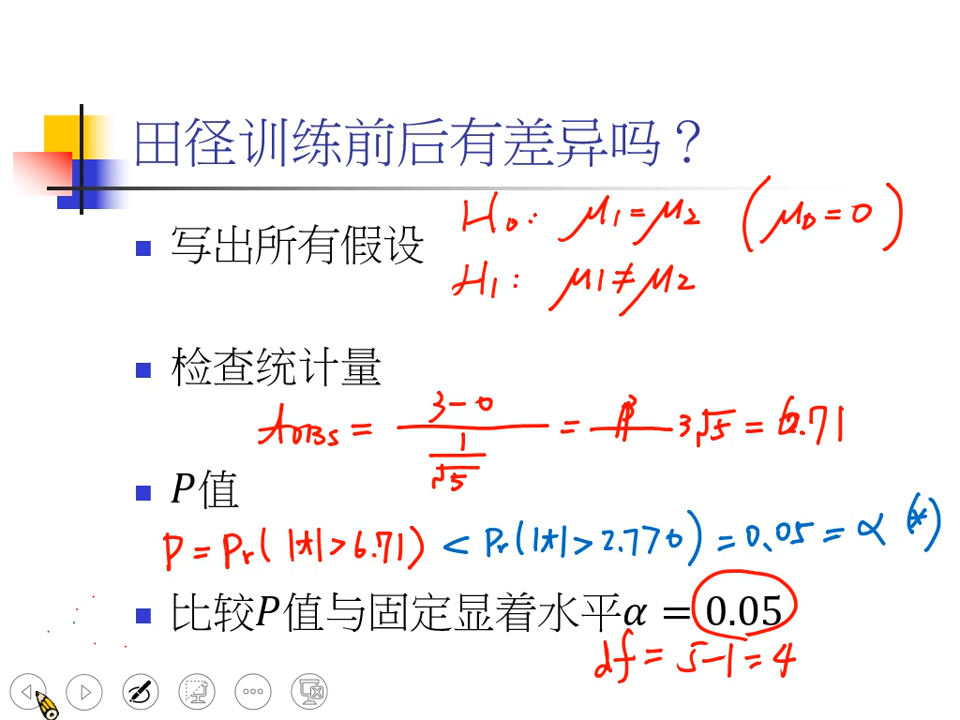 田径训练前后有差异吗？
写出所有假设
H₀: μ1=μ2 (μD=0)
H1: μ1≠μ2
检查统计量
tOBS = (3-0)/(1/√5) = 3√5 = 6.71
P值
P = Pr(|t|>6.71) < Pr(|t|>2.776) = 0.05 = α (*)
比较P值与固定显着水平α = 0.05
df = 5-1 = 4